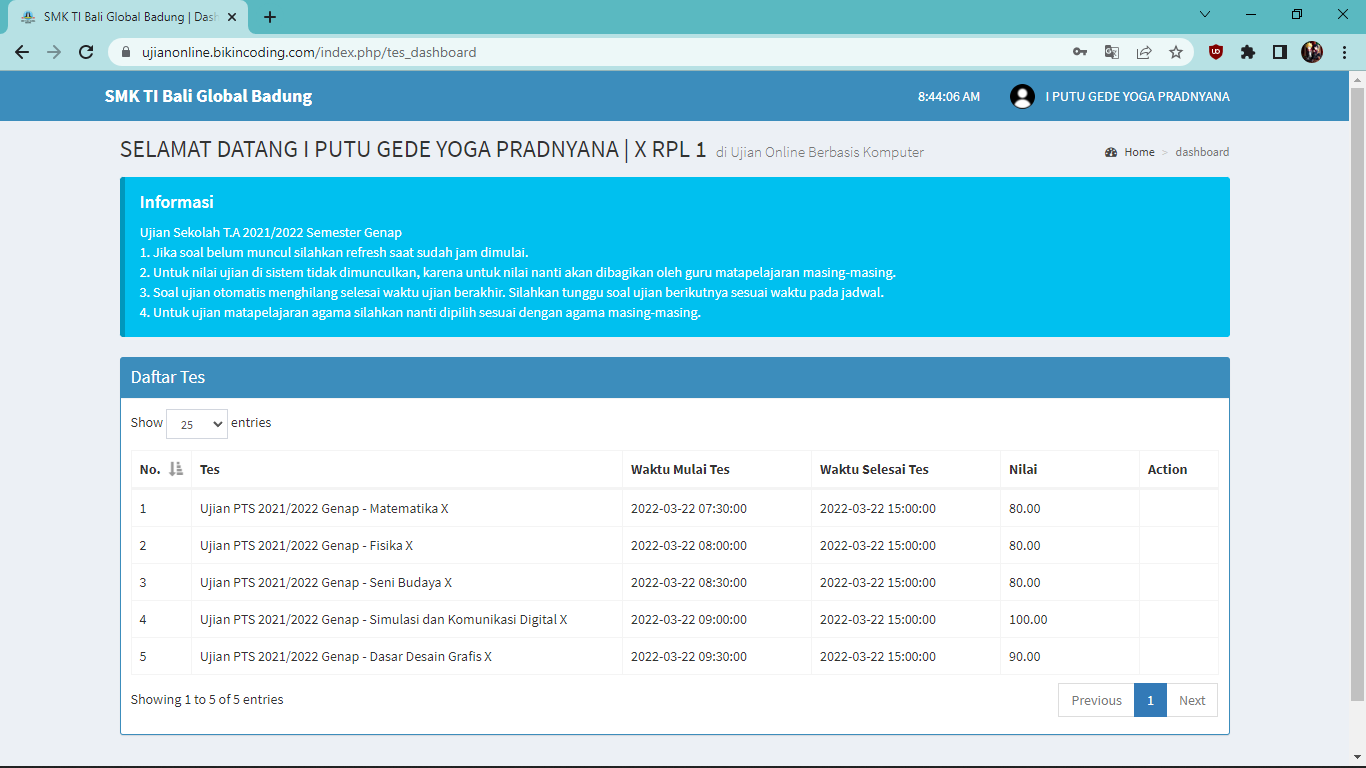 SMK TI Bali Global Badung | Dash
ujianonline.bikincoding.com/index.php/tes_dashboard
SMK TI Bali Global Badung 8:44:06 AM I PUTU GEDE YOGA PRADNYANA
SELAMAT DATANG I PUTU GEDE YOGA PRADNYANA | X RPL 1 di Ujian Online Berbasis Komputer Home > dashboard
Informasi
Ujian Sekolah T.A 2021/2022 Semester Genap
1. Jika soal belum muncul silahkan refresh saat sudah jam dimulai.
2. Untuk nilai ujian di sistem tidak dimunculkan, karena untuk nilai nanti akan dibagikan oleh guru matapelajaran masing-masing.
3. Soal ujian otomatis menghilang selesai waktu ujian berakhir. Silahkan tunggu soal ujian berikutnya sesuai waktu pada jadwal.
4. Untuk ujian matapelajaran agama silahkan nanti dipilih sesuai dengan agama masing-masing.
Daftar Tes
Show 25 entries
No. Tes Waktu Mulai Tes Waktu Selesai Tes Nilai Action
1 Ujian PTS 2021/2022 Genap - Matematika X 2022-03-22 07:30:00 2022-03-22 15:00:00 80.00
2 Ujian PTS 2021/2022 Genap - Fisika X 2022-03-22 08:00:00 2022-03-22 15:00:00 80.00
3 Ujian PTS 2021/2022 Genap - Seni Budaya X 2022-03-22 08:30:00 2022-03-22 15:00:00 80.00
4 Ujian PTS 2021/2022 Genap - Simulasi dan Komunikasi Digital X 2022-03-22 09:00:00 2022-03-22 15:00:00 100.00
5 Ujian PTS 2021/2022 Genap - Dasar Desain Grafis X 2022-03-22 09:30:00 2022-03-22 15:00:00 90.00
Showing 1 to 5 of 5 entries Previous 1 Next